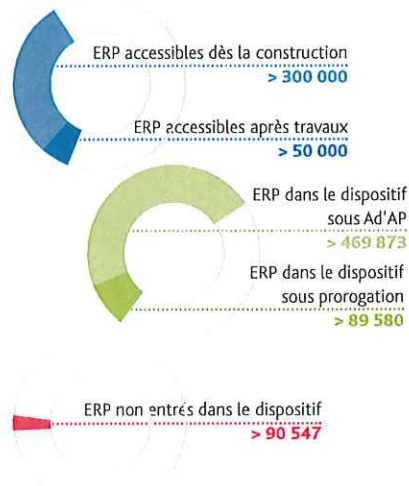 ERP accessibles dès la construction
> 300 000
ERP accessibles après travaux
> 50 000
ERP dans le dispositif
sous Ad'AP
> 469 873
ERP dans le dispositif
sous prorogation
> 89 580
ERP non entrés dans le dispositif
> 90 547